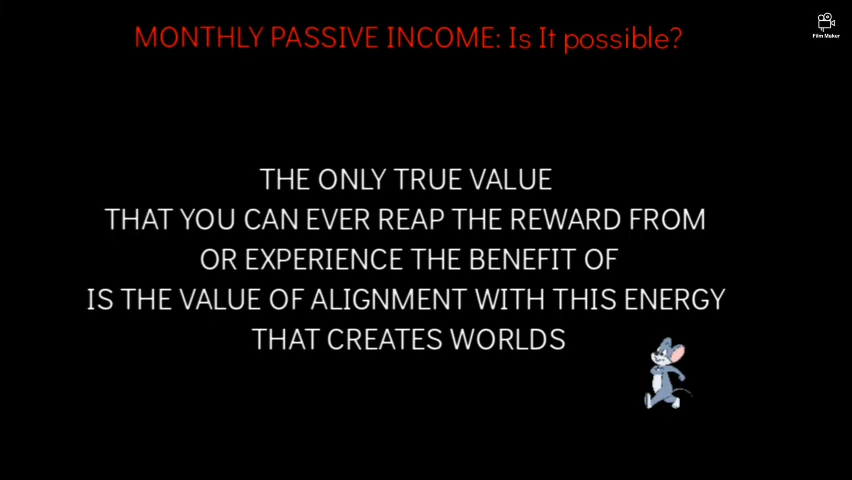 MONTHLY PASSIVE INCOME: Is It possible?
Film Maker
THE ONLY TRUE VALUE
THAT YOU CAN EVER REAP THE REWARD FROM
OR EXPERIENCE THE BENEFIT OF
IS THE VALUE OF ALIGNMENT WITH THIS ENERGY
THAT CREATES WORLDS